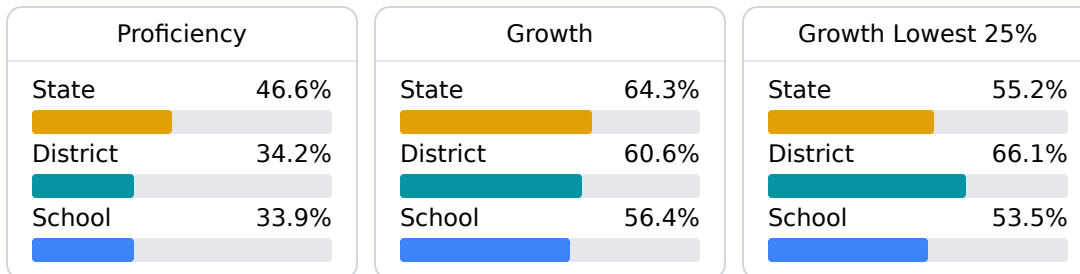 Proficiency
State 46.6%
District 34.2%
School 33.9%
Growth
State 64.3%
District 60.6%
School 56.4%
Growth Lowest 25%
State 55.2%
District 66.1%
School 53.5%